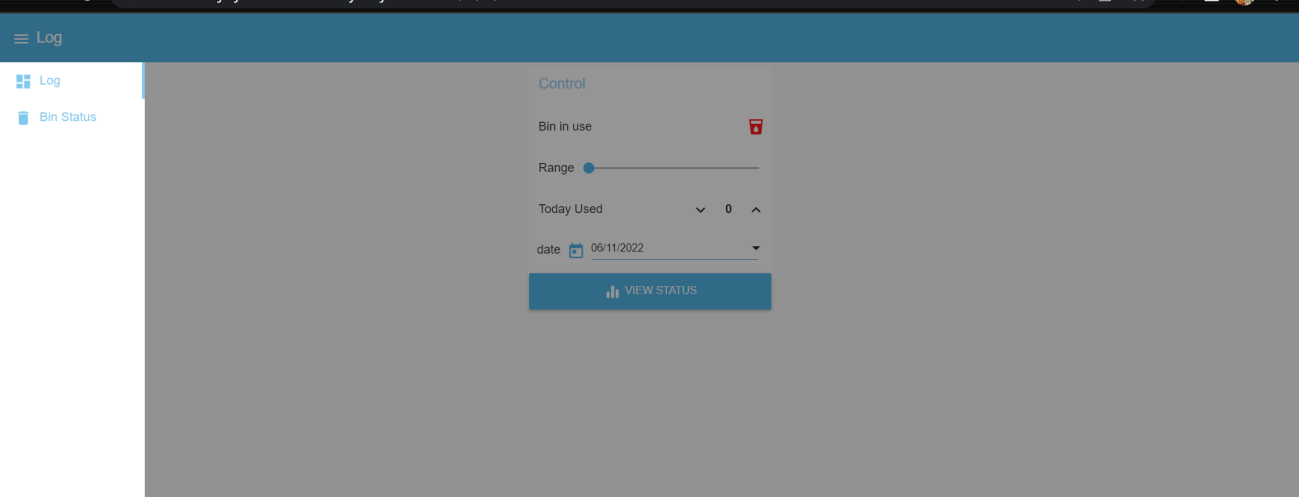 Log
Log
Bin Status
Control
Bin in use
Range
Today Used 0
date 06/11/2022
VIEW STATUS